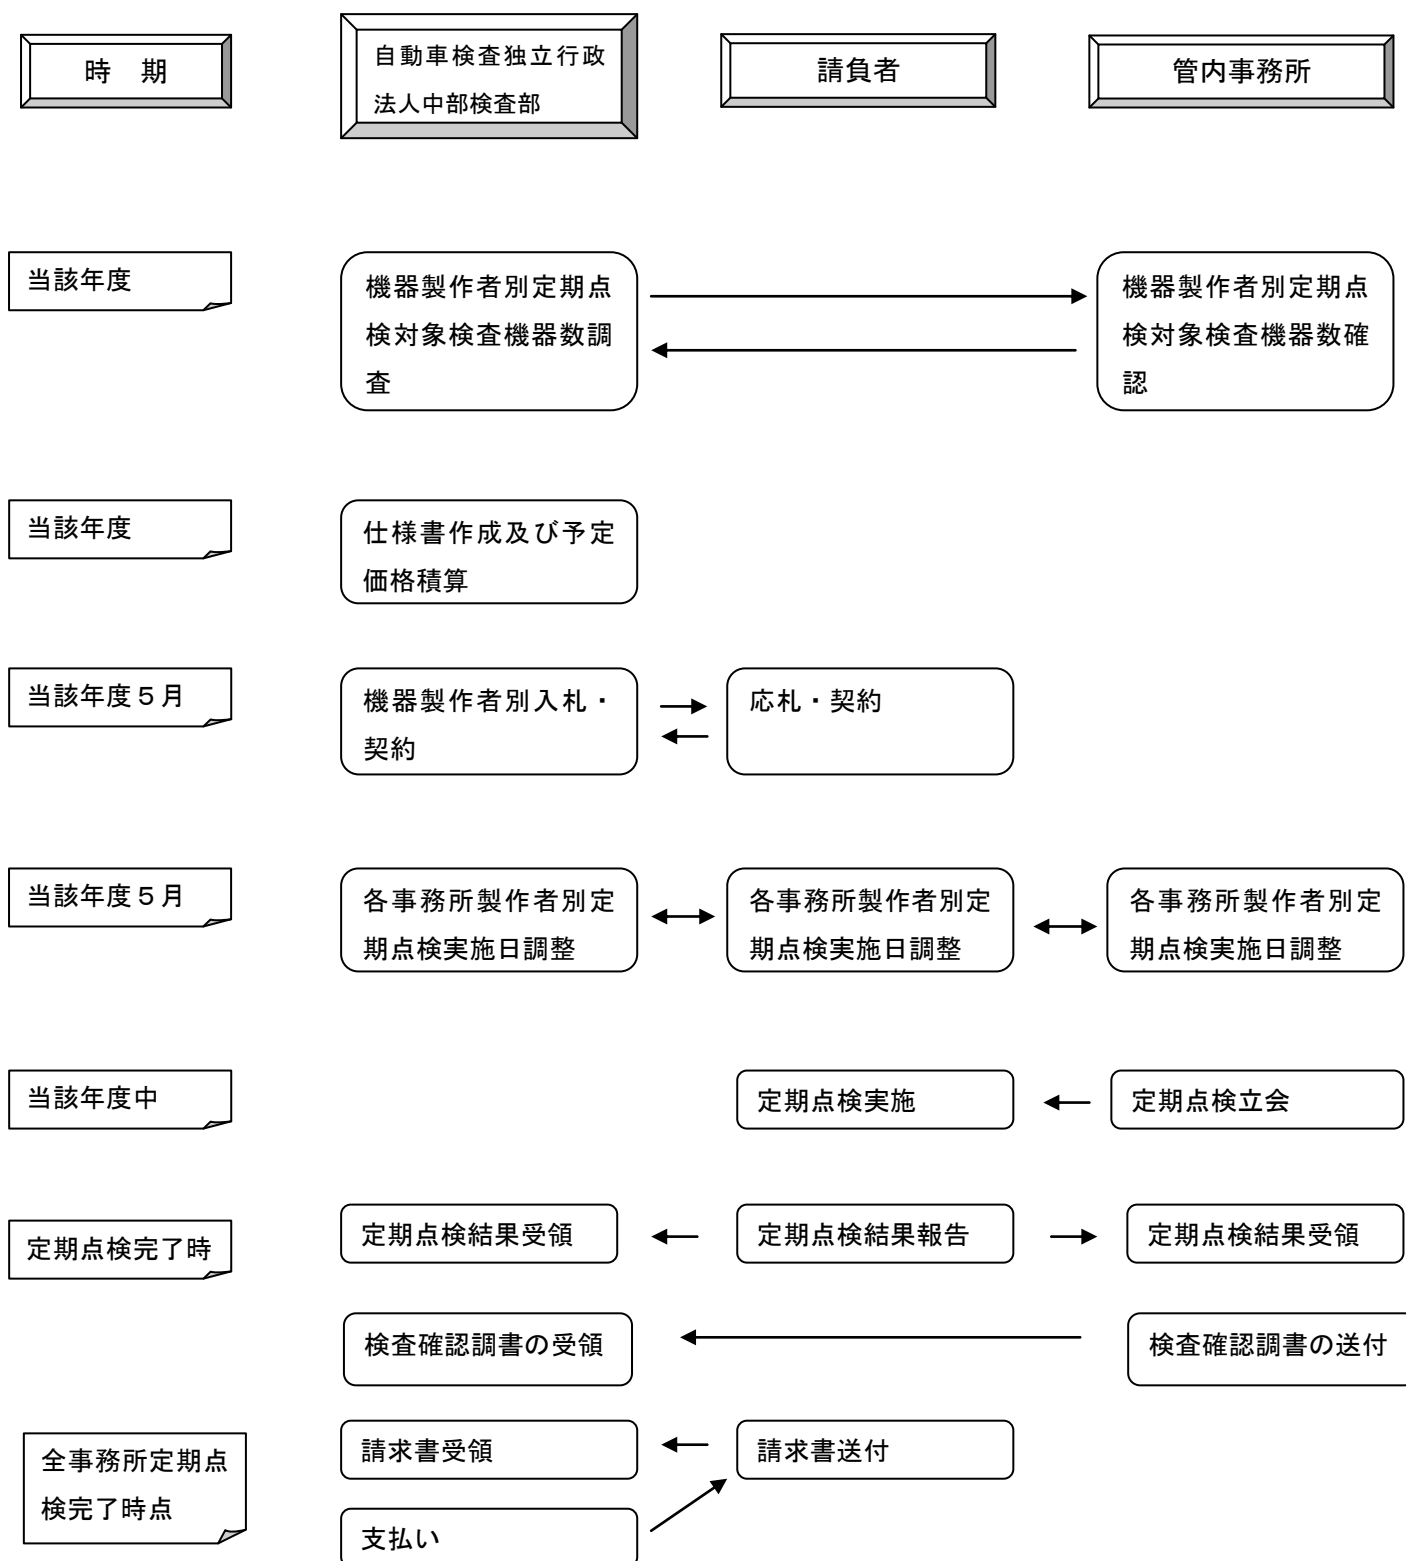 時　期
自動車検査独立行政
法人中部検査部
請負者
管内事務所
当該年度
機器製作者別定期点
検対象検査機器数調
査
機器製作者別定期点
検対象検査機器数確
認
当該年度
仕様書作成及び予定
価格積算
当該年度５月
機器製作者別入札・
契約
応札・契約
当該年度５月
各事務所製作者別定
期点検実施日調整
各事務所製作者別定
期点検実施日調整
各事務所製作者別定
期点検実施日調整
当該年度中
定期点検実施
定期点検立会
定期点検完了時
定期点検結果受領
定期点検結果報告
定期点検結果受領
検査確認調書の受領
検査確認調書の送付
全事務所定期点
検完了時点
請求書受領
請求書送付
支払い